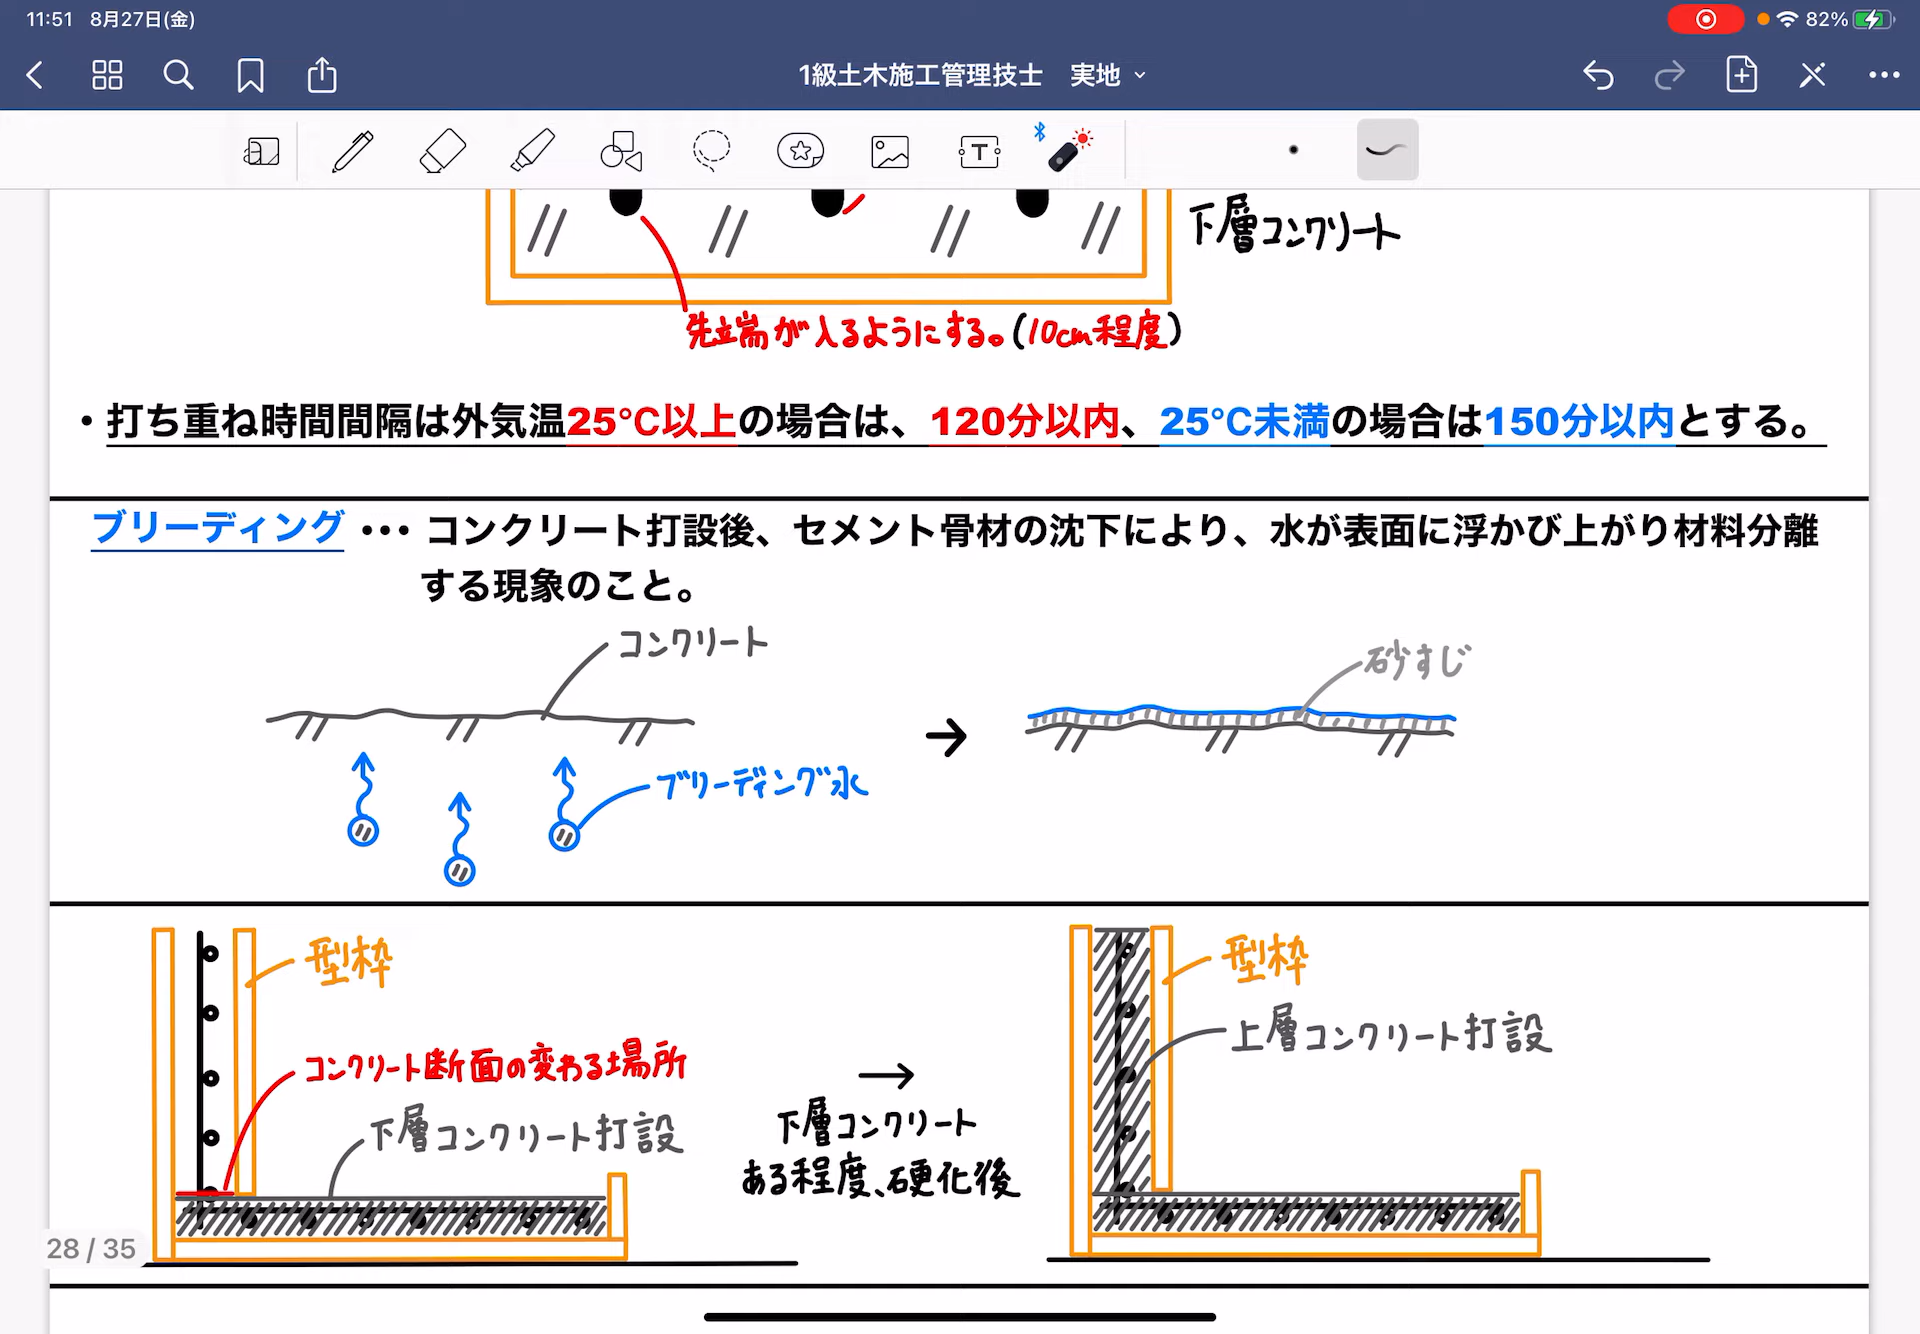 11:51 8月27日(金)
82%
1級土木施工管理技士 実地
下層コンクリート
先端が入るようにする。(10cm程度)
・打ち重ね時間間隔は外気温25℃以上の場合は、120分以内、25℃未満の場合は150分以内とする。
ブリーディング ・・・ コンクリート打設後、セメント骨材の沈下により、水が表面に浮かび上がり材料分離
する現象のこと。
コンクリート
砂すじ
→
ブリーディング水
型枠
型枠
上層コンクリート打設
コンクリート断面の変わる場所
→
下層コンクリート打設
下層コンクリート
ある程度、硬化後
28 / 35